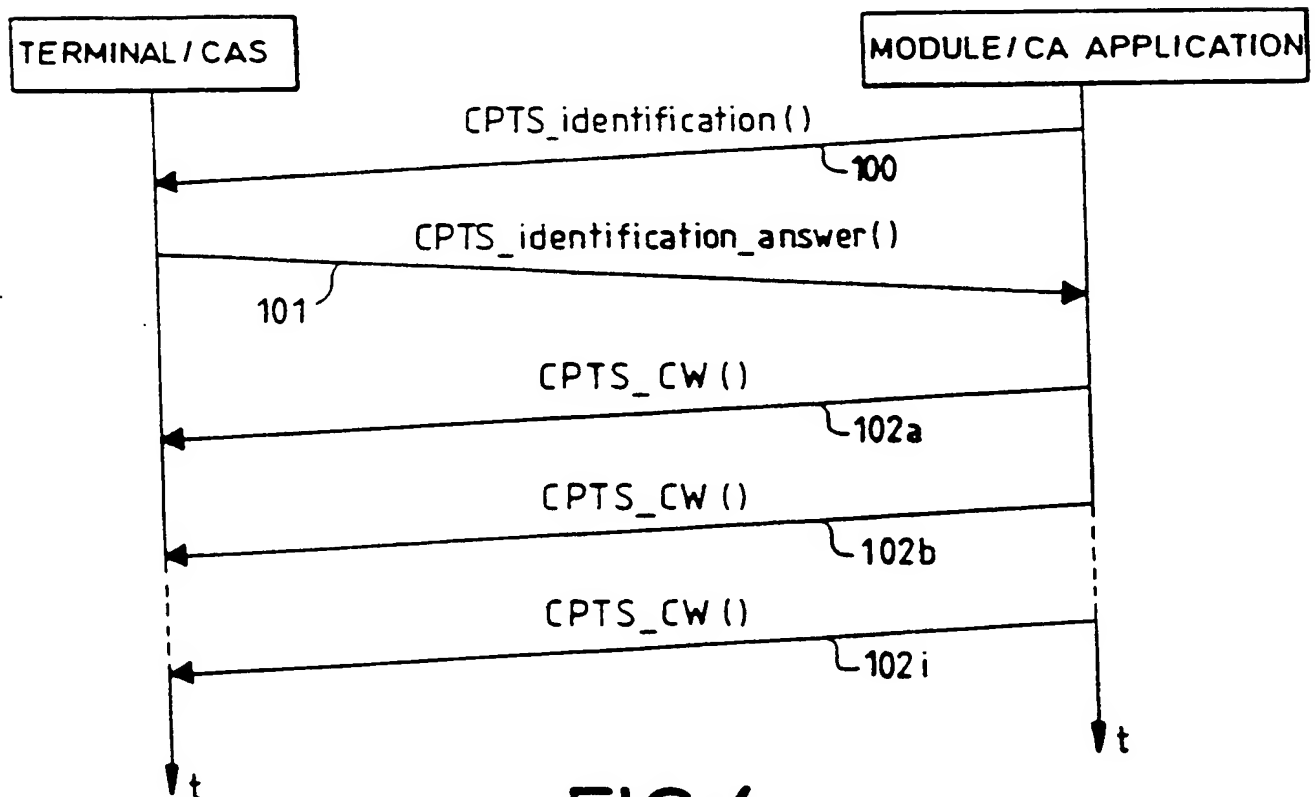 TERMINAL / CAS
MODULE / CA APPLICATION
CPTS_identification()
100
CPTS_identification_answer()
101
CPTS_CW ()
102a
CPTS_CW ()
102b
CPTS_CW ()
102i
t
t